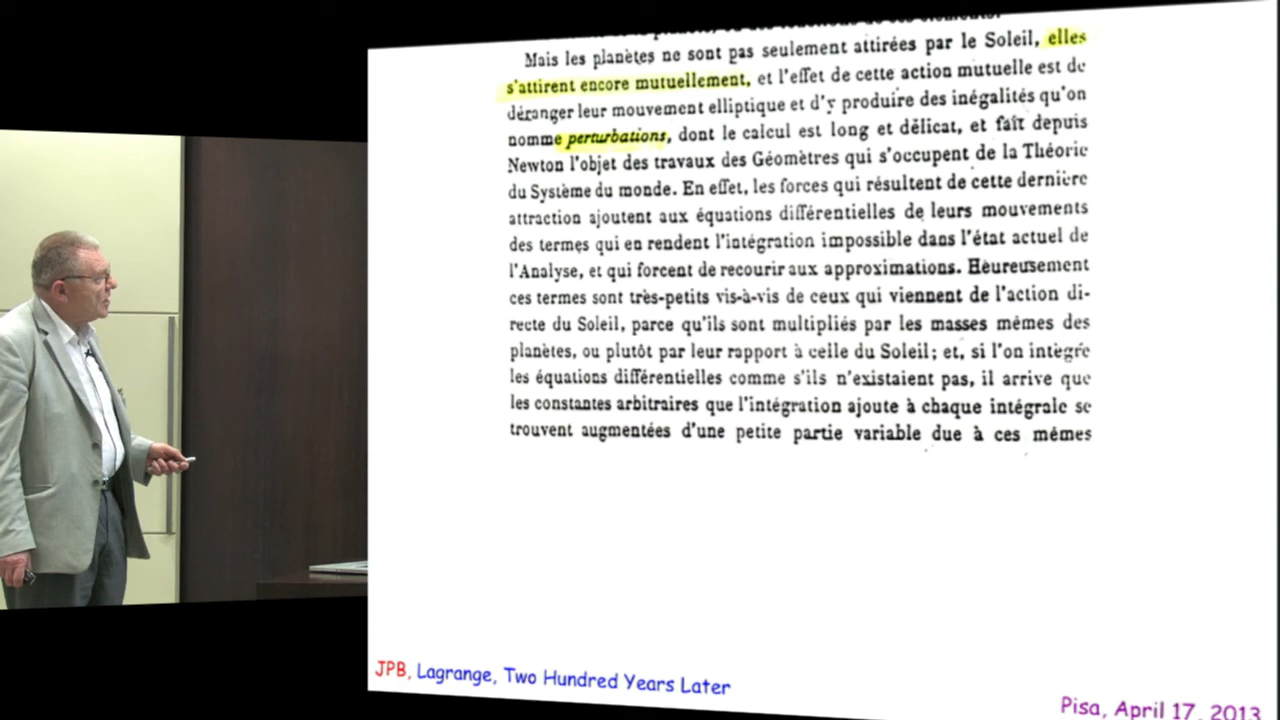 Mais les planètes ne sont pas seulement attirées par le Soleil, elles
s'attirent encore mutuellement, et l'effet de cette action mutuelle est de
déranger leur mouvement elliptique et d'y produire des inégalités qu'on
nomme perturbations, dont le calcul est long et délicat, et fait depuis
Newton l'objet des travaux des Géomètres qui s'occupent de la Théorie
du Système du monde. En effet, les forces qui résultent de cette dernière
attraction ajoutent aux équations différentielles de leurs mouvements
des termes qui en rendent l'intégration impossible dans l'état actuel de
l'Analyse, et qui forcent de recourir aux approximations. Heureusement
ces termes sont très-petits vis-à-vis de ceux qui viennent de l'action di-
recte du Soleil, parce qu'ils sont multipliés par les masses mêmes des
planètes, ou plutôt par leur rapport à celle du Soleil; et, si l'on intègre
les équations différentielles comme s'ils n'existaient pas, il arrive que
les constantes arbitraires que l'intégration ajoute à chaque intégrale se
trouvent augmentées d'une petite partie variable due à ces mêmes
JPB, Lagrange, Two Hundred Years Later
Pisa, April 17, 2013